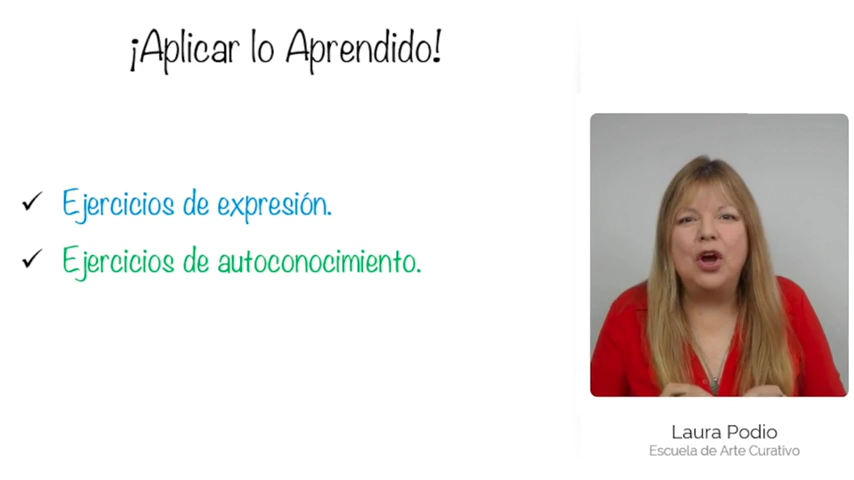 ¡Aplicar lo Aprendido!
Ejercicios de expresión.
Ejercicios de autoconocimiento.
Laura Podio
Escuela de Arte Curativo